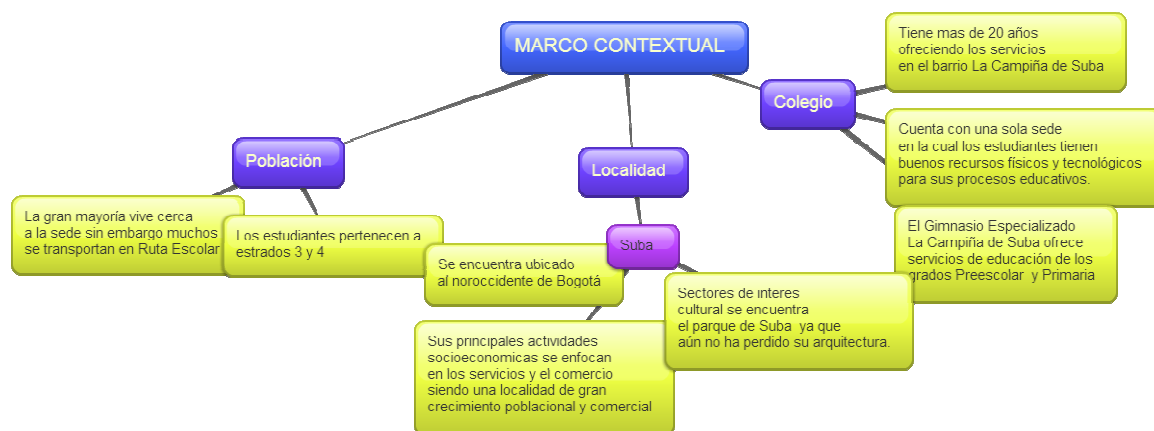 MARCO CONTEXTUAL
Población
La gran mayoría vive cerca
a la sede sin embargo muchos
se transportan en Ruta Escolar
Los estudiantes pertenecen a
estrados 3 y 4
Localidad
Suba
Se encuentra ubicado
al noroccidente de Bogotá
Sus principales actividades
socioeconomicas se enfocan
en los servicios y el comercio
siendo una localidad de gran
crecimiento poblacional y comercial
Sectores de interes
cultural se encuentra
el parque de Suba ya que
aún no ha perdido su arquitectura.
Colegio
Tiene mas de 20 años
ofreciendo los servicios
en el barrio La Campiña de Suba
Cuenta con una sola sede
en la cual los estudiantes tienen
buenos recursos físicos y tecnológicos
para sus procesos educativos.
El Gimnasio Especializado
La Campiña de Suba ofrece
servicios de educación de los
grados Preescolar y Primaria